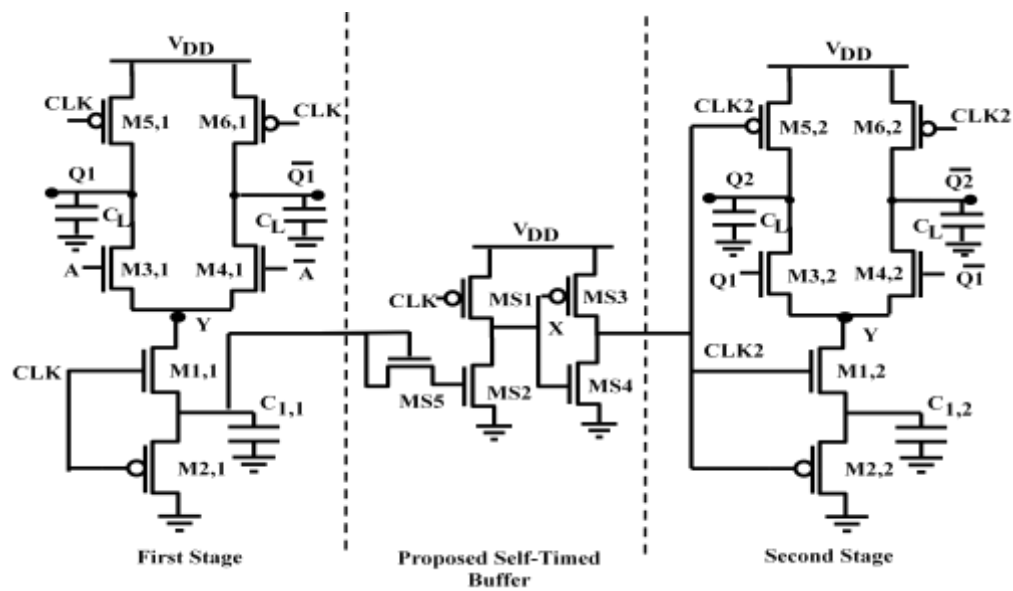 VDD
CLK
M5,1
M6,1
CLK
Q1
Q1̅
CL
CL
A
M3,1
M4,1
A̅
Y
CLK
M1,1
C1,1
M2,1
First Stage
VDD
CLK
MS1
MS3
X
MS5
MS2
MS4
Proposed Self-Timed
Buffer
VDD
CLK2
M5,2
M6,2
CLK2
Q2
Q2̅
CL
CL
Q1
M3,2
M4,2
Q1̅
Y
CLK2
M1,2
C1,2
M2,2
Second Stage